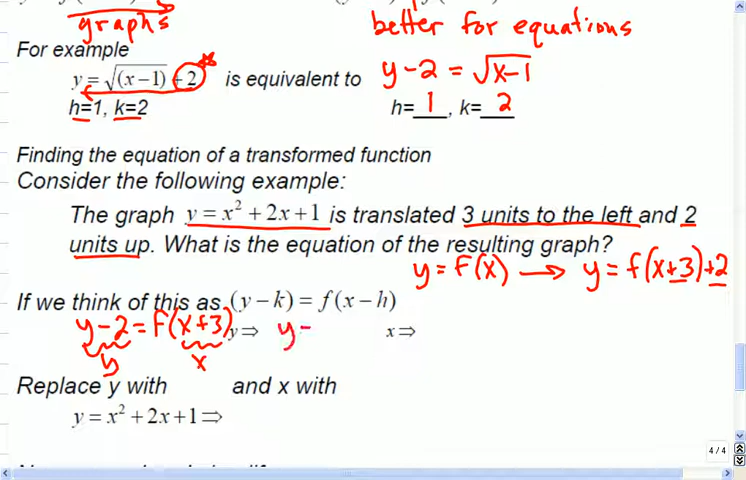 graphs
better for equations
For example
y = √(x−1) + 2 is equivalent to y−2 = √x−1
h=1, k=2 h= 1 , k= 2
Finding the equation of a transformed function
Consider the following example:
The graph y = x² + 2x + 1 is translated 3 units to the left and 2
units up. What is the equation of the resulting graph?
y = f(x) → y = f(x+3)+2
If we think of this as (y − k) = f(x − h)
y−2 = f(x+3) y⇒ y− x⇒
y x
Replace y with and x with
y = x² + 2x + 1 ⇒
4 / 4